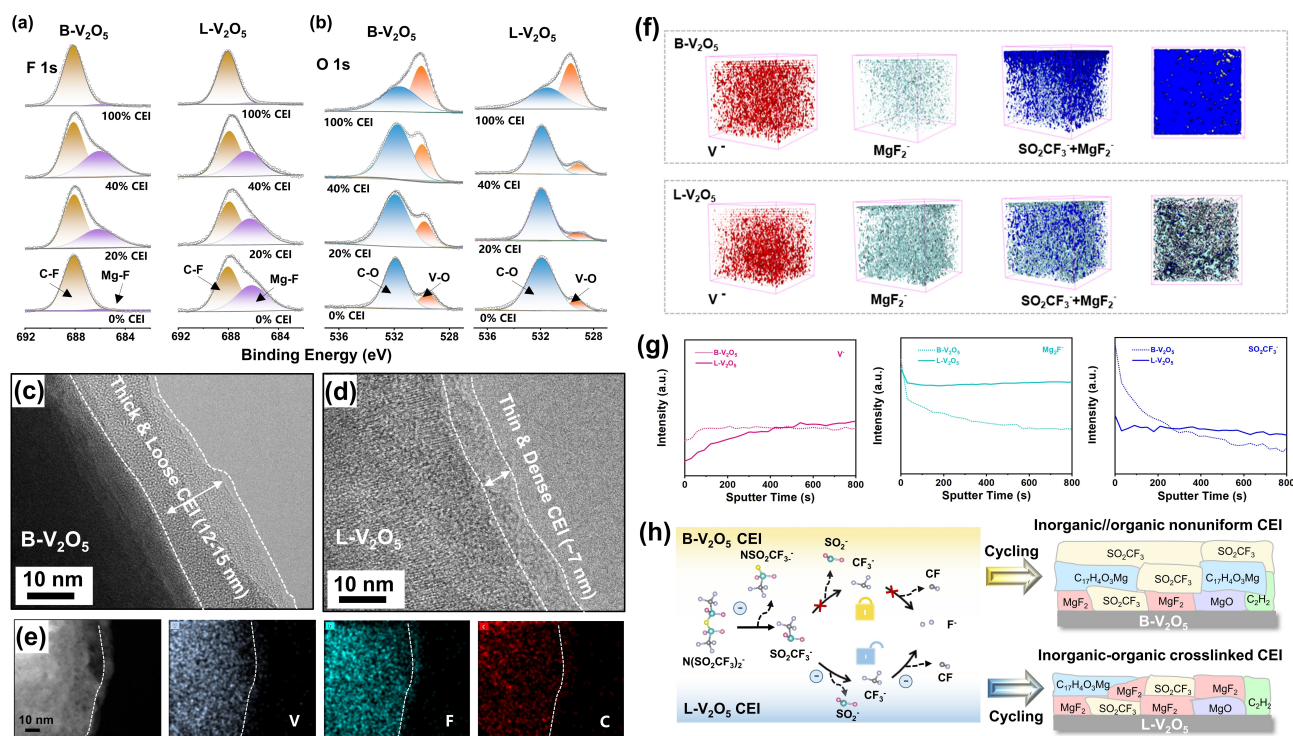 (a)
B-V₂O₅
L-V₂O₅
F 1s
100% CEI
100% CEI
40% CEI
40% CEI
20% CEI
20% CEI
C-F
Mg-F
C-F
Mg-F
0% CEI
0% CEI
692 688 684
692 688 684
(b)
B-V₂O₅
L-V₂O₅
O 1s
100% CEI
100% CEI
40% CEI
40% CEI
20% CEI
20% CEI
C-O
V-O
C-O
V-O
0% CEI
0% CEI
536 532 528
536 532 528
Binding Energy (eV)
(c)
Thick & Loose CEI (12-15 nm)
B-V₂O₅
10 nm
(d)
Thin & Dense CEI (~7 nm)
L-V₂O₅
10 nm
(e)
10 nm
V
F
C
(f)
B-V₂O₅
V⁻
MgF₂⁻
SO₂CF₃⁻+MgF₂⁻
L-V₂O₅
V⁻
MgF₂⁻
SO₂CF₃⁻+MgF₂⁻
(g)
B-V₂O₅
L-V₂O₅
V⁻
Intensity (a.u.)
0 200 400 600 800
Sputter Time (s)
B-V₂O₅
L-V₂O₅
Mg₂F⁻
Intensity (a.u.)
0 200 400 600 800
Sputter Time (s)
B-V₂O₅
L-V₂O₅
SO₂CF₃⁻
Intensity (a.u.)
0 200 400 600 800
Sputter Time (s)
(h)
B-V₂O₅ CEI
NSO₂CF₃⁻
SO₂⁻
CF₃⁻
CF
F⁻
N(SO₂CF₃)₂⁻
SO₂CF₃⁻
CF₃⁻
CF
SO₂⁻
L-V₂O₅ CEI
Cycling
Inorganic//organic nonuniform CEI
SO₂CF₃
SO₂CF₃
C₁₇H₄O₃Mg
SO₂CF₃
C₁₇H₄O₃Mg
MgF₂
SO₂CF₃
MgF₂
MgO
C₂H₂
B-V₂O₅
Cycling
Inorganic-organic crosslinked CEI
C₁₇H₄O₃Mg
MgF₂
SO₂CF₃
MgF₂
C₂H₂
MgF₂
SO₂CF₃
MgF₂
MgO
L-V₂O₅